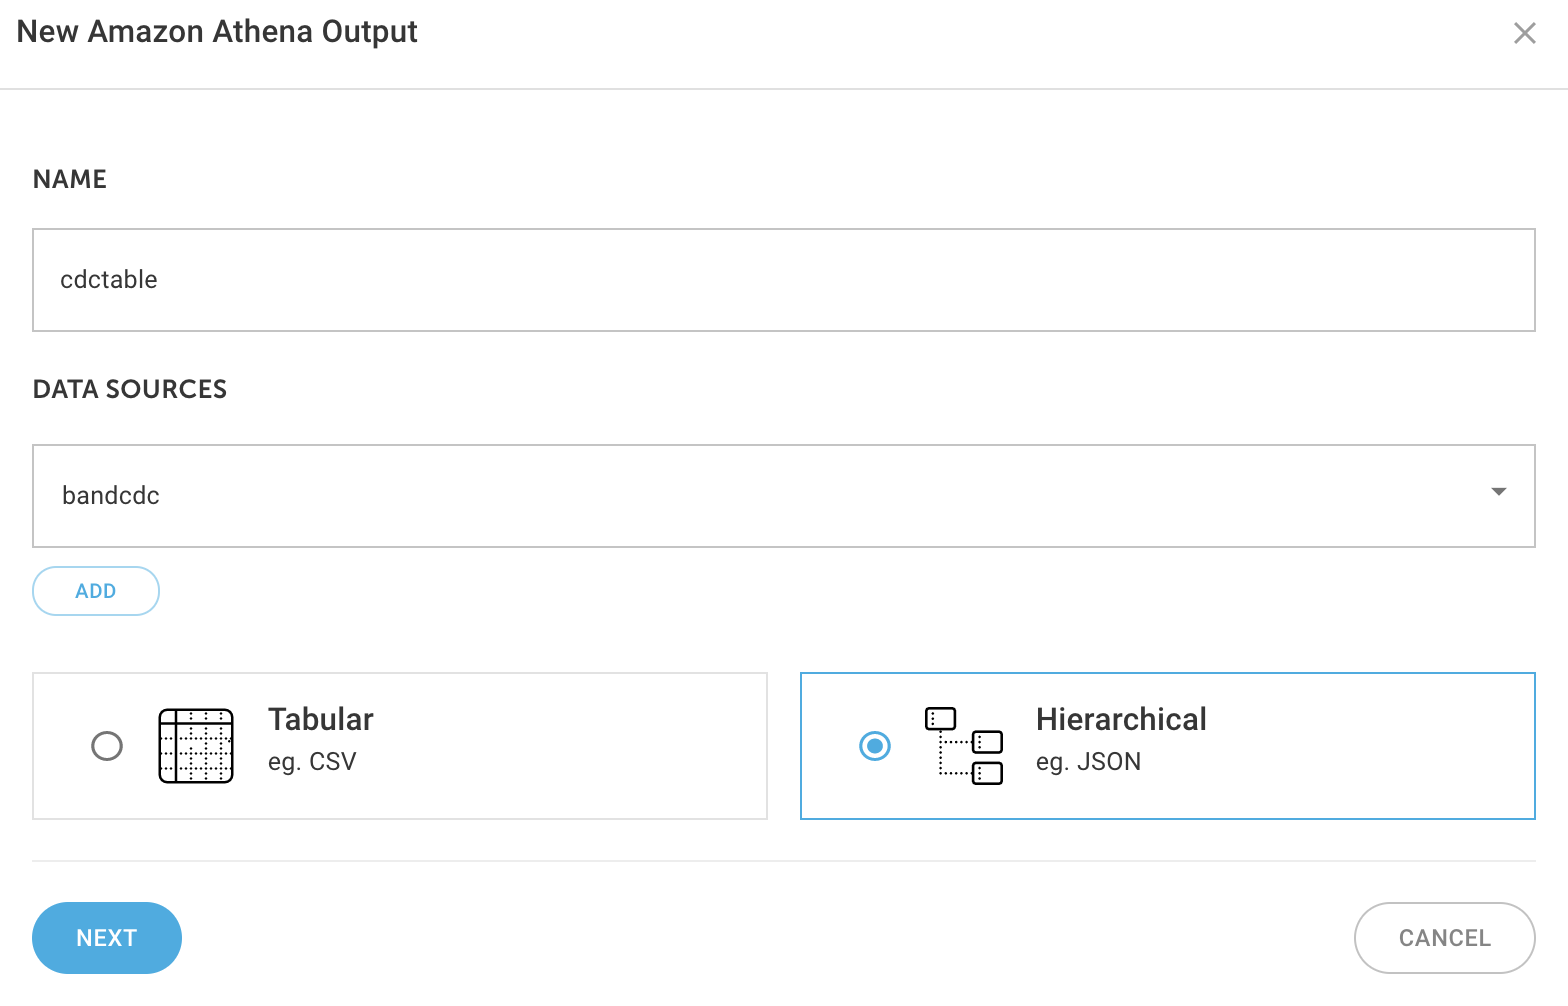 New Amazon Athena Output
NAME
cdctable
DATA SOURCES
bandcdc
ADD
Tabular
eg. CSV
Hierarchical
eg. JSON
NEXT
CANCEL